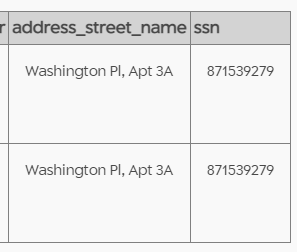 r address_street_name ssn
Washington Pl, Apt 3A 871539279
Washington Pl, Apt 3A 871539279